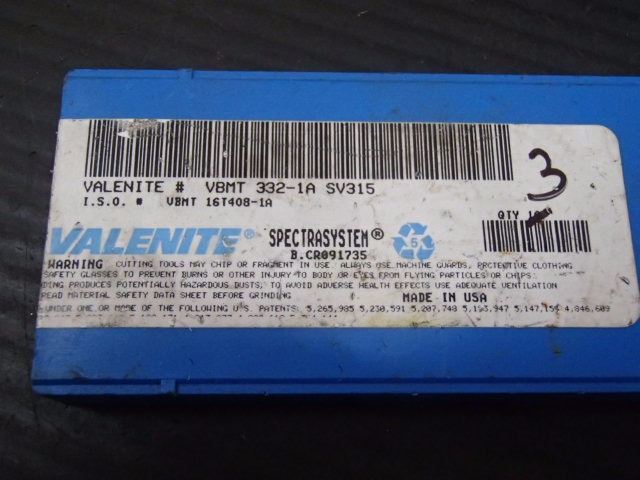 VALENITE # VBMT 332-1A SV315
I.S.O. # VBMT 16T408-1A
3
QTY
VALENITE® SPECTRASYSTEM® 5
B.CR091735
WARNING CUTTING TOOLS MAY CHIP OR FRAGMENT IN USE. ALWAYS USE MACHINE GUARDS, PROTECTIVE CLOTHING
SAFETY GLASSES TO PREVENT BURNS OR OTHER INJURY TO BODY OR EYES FROM FLYING PARTICLES OR CHIPS.
DING PRODUCES POTENTIALLY HAZARDOUS DUSTS, TO AVOID ADVERSE HEALTH EFFECTS USE ADEQUATE VENTILATION
READ MATERIAL SAFETY DATA SHEET BEFORE GRINDING
MADE IN USA
UNDER ONE OR MORE OF THE FOLLOWING U.S. PATENTS: 5,265,985 5,230,591 5,207,748 5,193,947 5,147,159 4,846,609